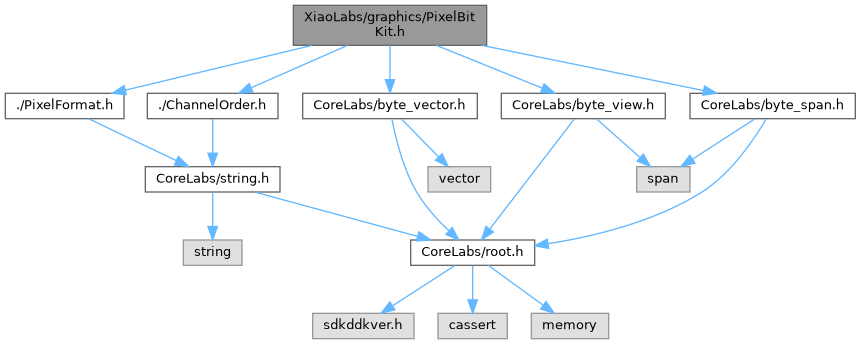 XiaoLabs/graphics/PixelBit
Kit.h
./PixelFormat.h
./ChannelOrder.h
CoreLabs/byte_vector.h
CoreLabs/byte_view.h
CoreLabs/byte_span.h
CoreLabs/string.h
vector
span
string
CoreLabs/root.h
sdkddkver.h
cassert
memory